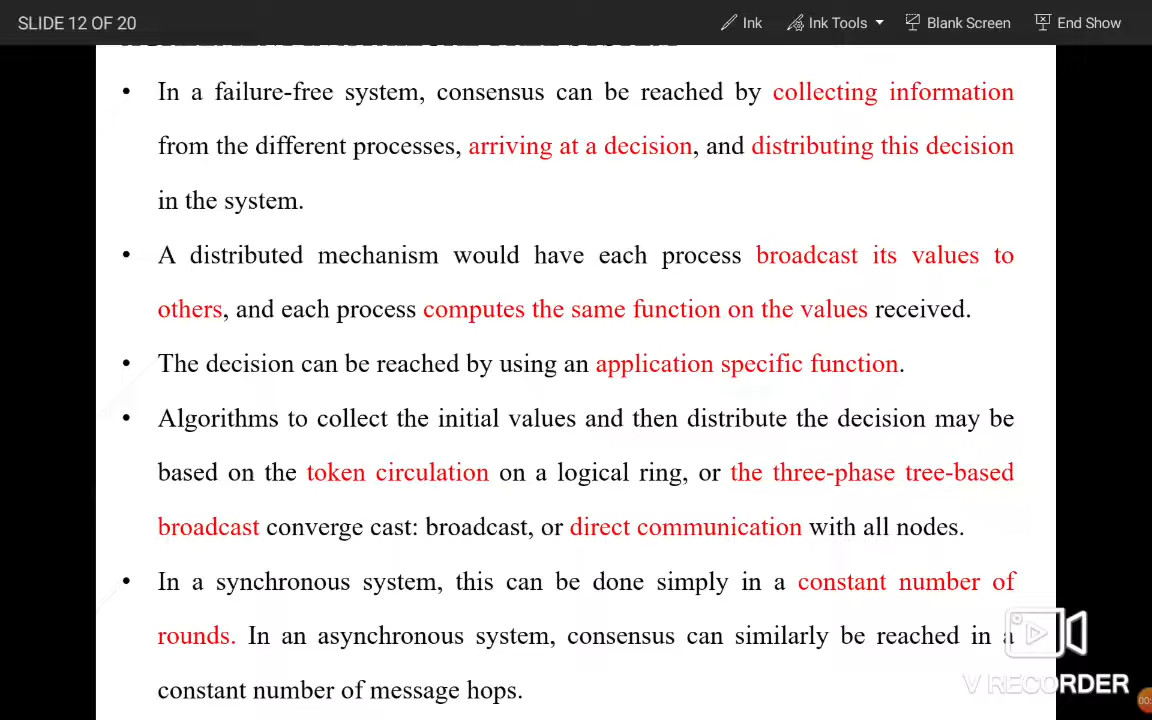 SLIDE 12 OF 20
Ink
Ink Tools
Blank Screen
End Show
• In a failure-free system, consensus can be reached by collecting information
from the different processes, arriving at a decision, and distributing this decision
in the system.
• A distributed mechanism would have each process broadcast its values to
others, and each process computes the same function on the values received.
• The decision can be reached by using an application specific function.
• Algorithms to collect the initial values and then distribute the decision may be
based on the token circulation on a logical ring, or the three-phase tree-based
broadcast converge cast: broadcast, or direct communication with all nodes.
• In a synchronous system, this can be done simply in a constant number of
rounds. In an asynchronous system, consensus can similarly be reached in a
constant number of message hops.
V RECORDER